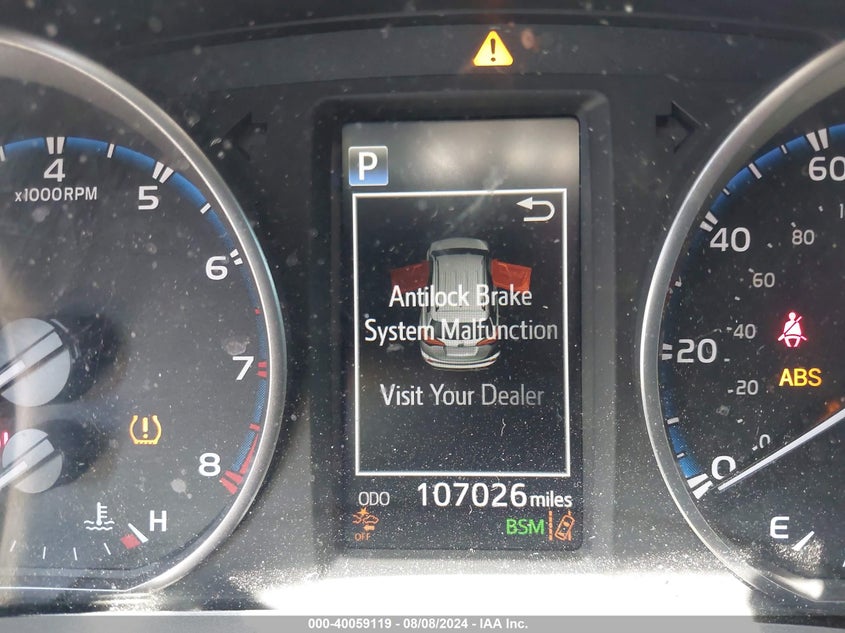 4
x1000RPM
5
6
7
8
H
P
Antilock Brake
System Malfunction
Visit Your Dealer
ODO 107026 miles
OFF
BSM
60
40
80
60
20
40
20
0
0
ABS
E
000-40059119 - 08/08/2024 - IAA Inc.